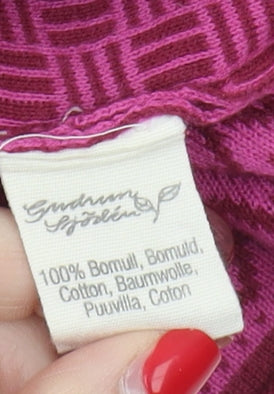 Gudrun
Sjödén
100% Bomull, Bomuld,
Cotton, Baumwolle,
Puuvilla, Coton